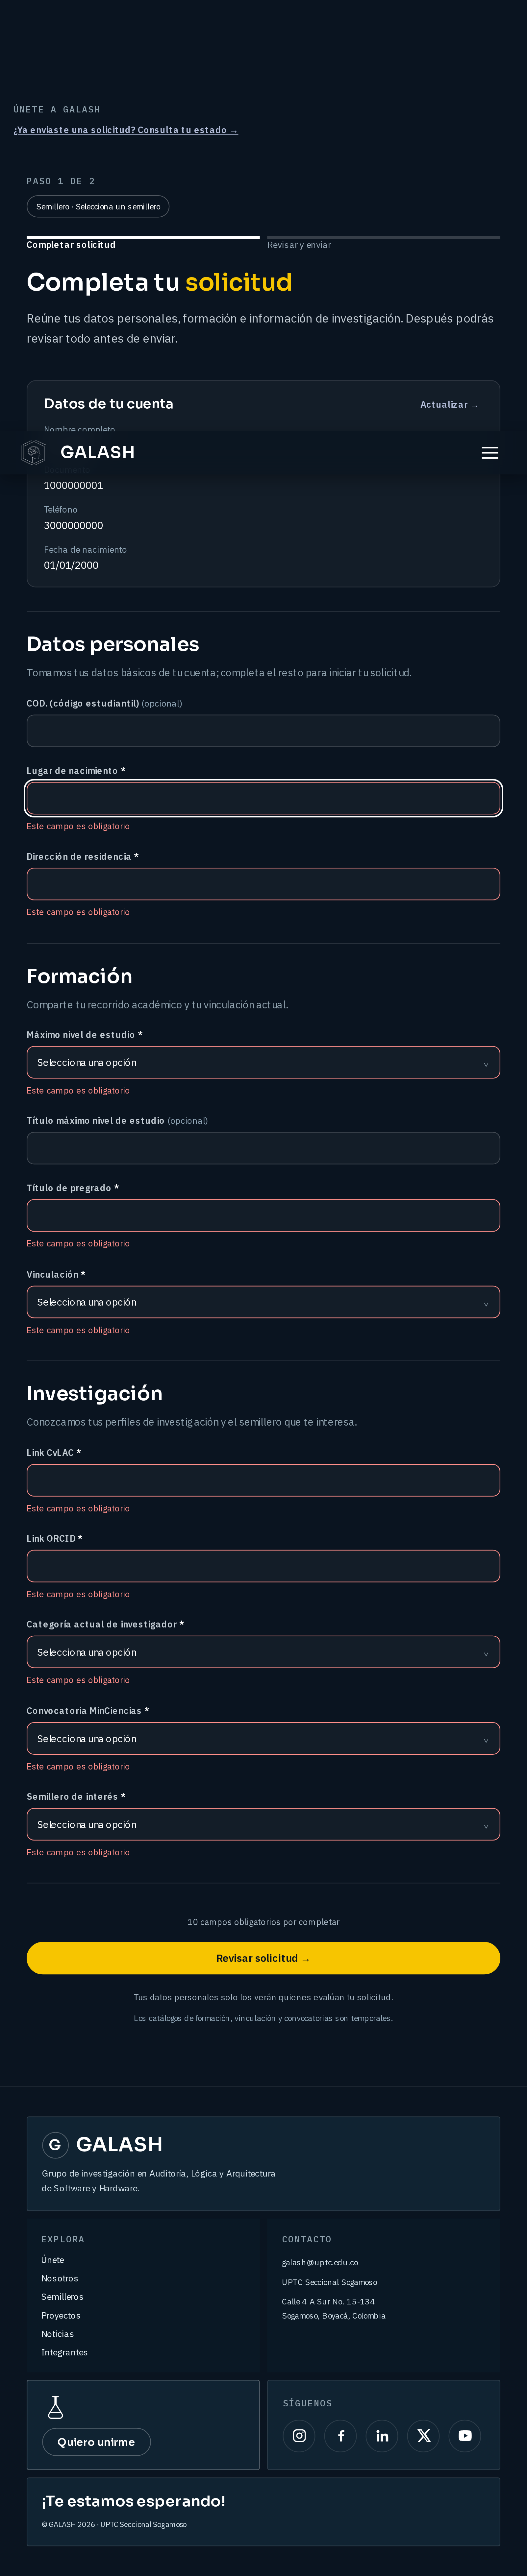 ÚNETE A GALASH
¿Ya enviaste una solicitud? Consulta tu estado →
PASO 1 DE 2
Semillero · Selecciona un semillero
Completar solicitud
Revisar y enviar
Completa tu solicitud
Reúne tus datos personales, formación e información de investigación. Después podrás
revisar todo antes de enviar.
Datos de tu cuenta
Actualizar →
Nombre completo
GALASH
1000000001
Teléfono
3000000000
Fecha de nacimiento
01/01/2000
Datos personales
Tomamos tus datos básicos de tu cuenta; completa el resto para iniciar tu solicitud.
COD. (código estudiantil) (opcional)
Lugar de nacimiento *
Este campo es obligatorio
Dirección de residencia *
Este campo es obligatorio
Formación
Comparte tu recorrido académico y tu vinculación actual.
Máximo nivel de estudio *
Selecciona una opción
Este campo es obligatorio
Título máximo nivel de estudio (opcional)
Título de pregrado *
Este campo es obligatorio
Vinculación *
Selecciona una opción
Este campo es obligatorio
Investigación
Conozcamos tus perfiles de investigación y el semillero que te interesa.
Link CvLAC *
Este campo es obligatorio
Link ORCID *
Este campo es obligatorio
Categoría actual de investigador *
Selecciona una opción
Este campo es obligatorio
Convocatoria MinCiencias *
Selecciona una opción
Este campo es obligatorio
Semillero de interés *
Selecciona una opción
Este campo es obligatorio
10 campos obligatorios por completar
Revisar solicitud →
Tus datos personales solo los verán quienes evalúan tu solicitud.
Los catálogos de formación, vinculación y convocatorias son temporales.
G GALASH
Grupo de investigación en Auditoría, Lógica y Arquitectura
de Software y Hardware.
EXPLORA
Únete
Nosotros
Semilleros
Proyectos
Noticias
Integrantes
CONTACTO
galash@uptc.edu.co
UPTC Seccional Sogamoso
Calle 4 A Sur No. 15-134
Sogamoso, Boyacá, Colombia
Quiero unirme
SÍGUENOS
¡Te estamos esperando!
© GALASH 2026 · UPTC Seccional Sogamoso